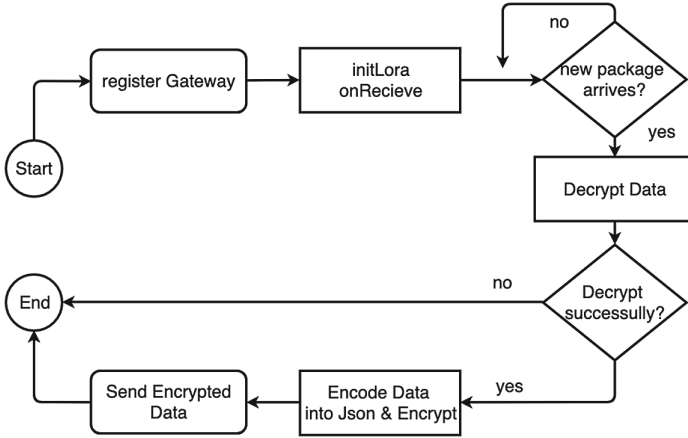 no
register Gateway
initLora
onRecieve
new package
arrives?
yes
Start
Decrypt Data
no
End
Decrypt
successully?
Send Encrypted
Data
Encode Data
into Json & Encrypt
yes